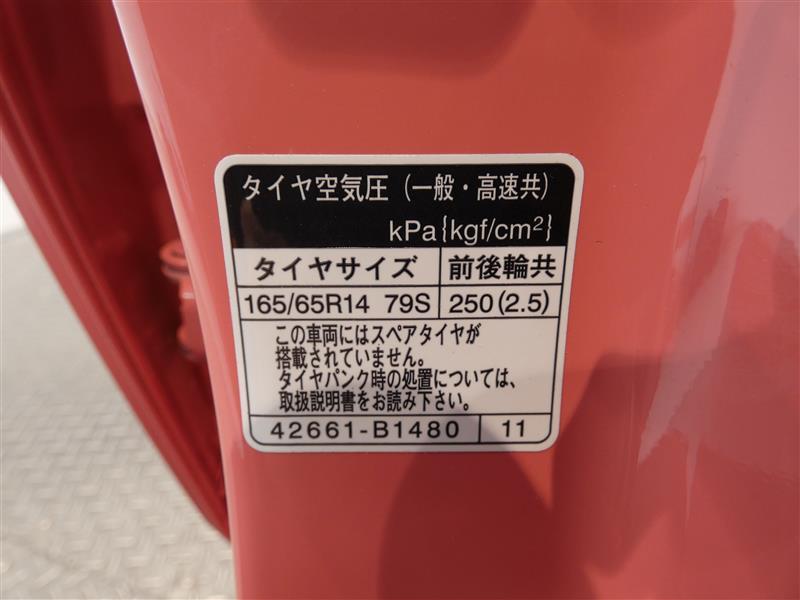 タイヤ空気圧（一般・高速共）
kPa{kgf/cm²}
タイヤサイズ 前後輪共
165/65R14 79S 250(2.5)
この車両にはスペアタイヤが
搭載されていません。
タイヤパンク時の処置については、
取扱説明書をお読み下さい。
42661-B1480 11